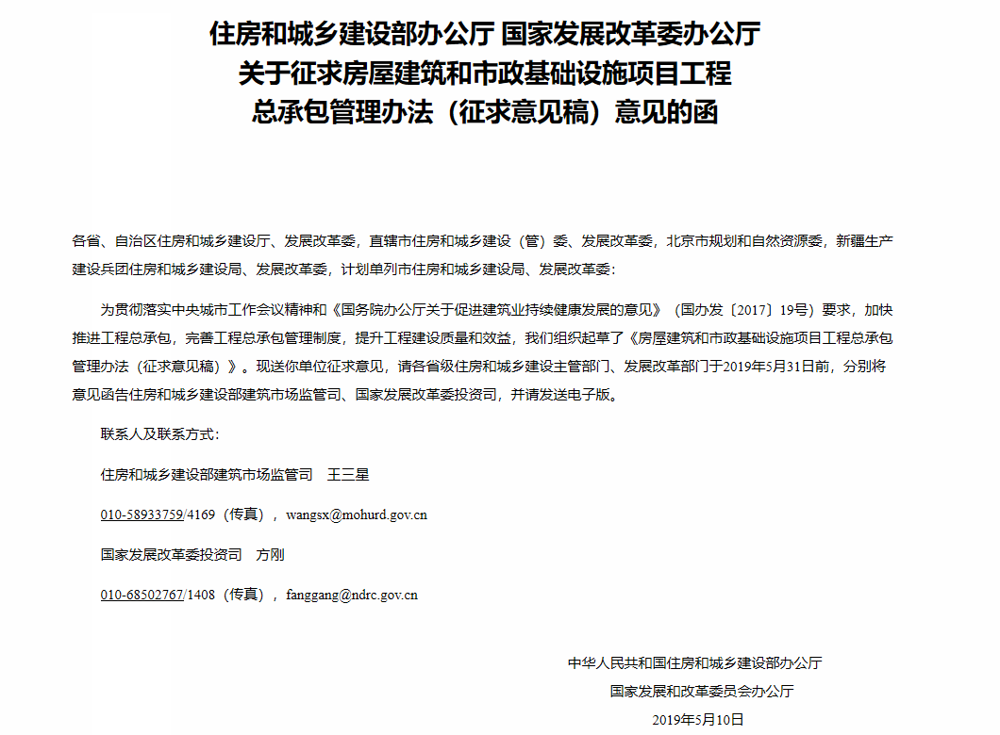 住房和城乡建设部办公厅 国家发展改革委办公厅
关于征求房屋建筑和市政基础设施项目工程
总承包管理办法（征求意见稿）意见的函
各省、自治区住房和城乡建设厅、发展改革委，直辖市住房和城乡建设（管）委、发展改革委，北京市规划和自然资源委，新疆生产
建设兵团住房和城乡建设局、发展改革委，计划单列市住房和城乡建设局、发展改革委：
为贯彻落实中央城市工作会议精神和《国务院办公厅关于促进建筑业持续健康发展的意见》（国办发〔2017〕19号）要求，加快
推进工程总承包，完善工程总承包管理制度，提升工程建设质量和效益，我们组织起草了《房屋建筑和市政基础设施项目工程总承包
管理办法（征求意见稿）》。现送你单位征求意见，请各省级住房和城乡建设主管部门、发展改革部门于2019年5月31日前，分别将
意见函告住房和城乡建设部建筑市场监管司、国家发展改革委投资司，并请发送电子版。
联系人及联系方式：
住房和城乡建设部建筑市场监管司　王三星
010-58933759/4169（传真），wangsx@mohurd.gov.cn
国家发展改革委投资司　方刚
010-68502767/1408（传真），fanggang@ndrc.gov.cn
中华人民共和国住房和城乡建设部办公厅
国家发展和改革委员会办公厅
2019年5月10日